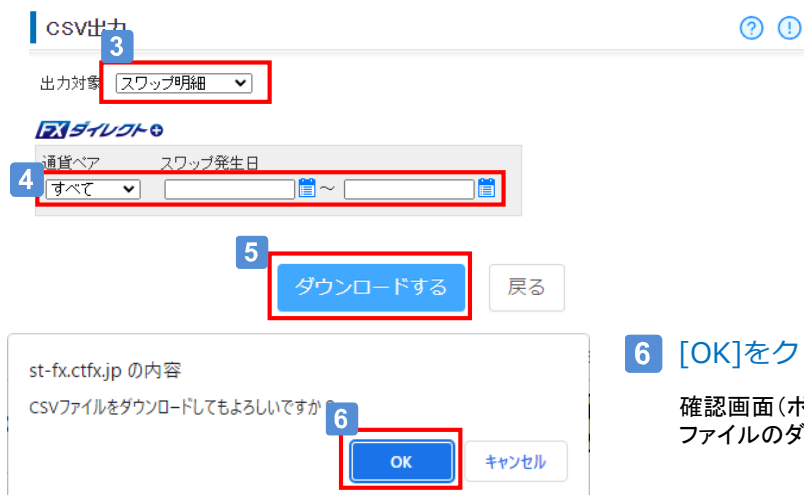 CSV出力
3
出力対象 スワップ明細
FXダイレクト
通貨ペア スワップ発生日
4
すべて ～
5
ダウンロードする 戻る
st-fx.ctfx.jp の内容
CSVファイルをダウンロードしてもよろしいですか?
6
OK キャンセル
6 [OK]をク
確認画面(ポ
ファイルのダ